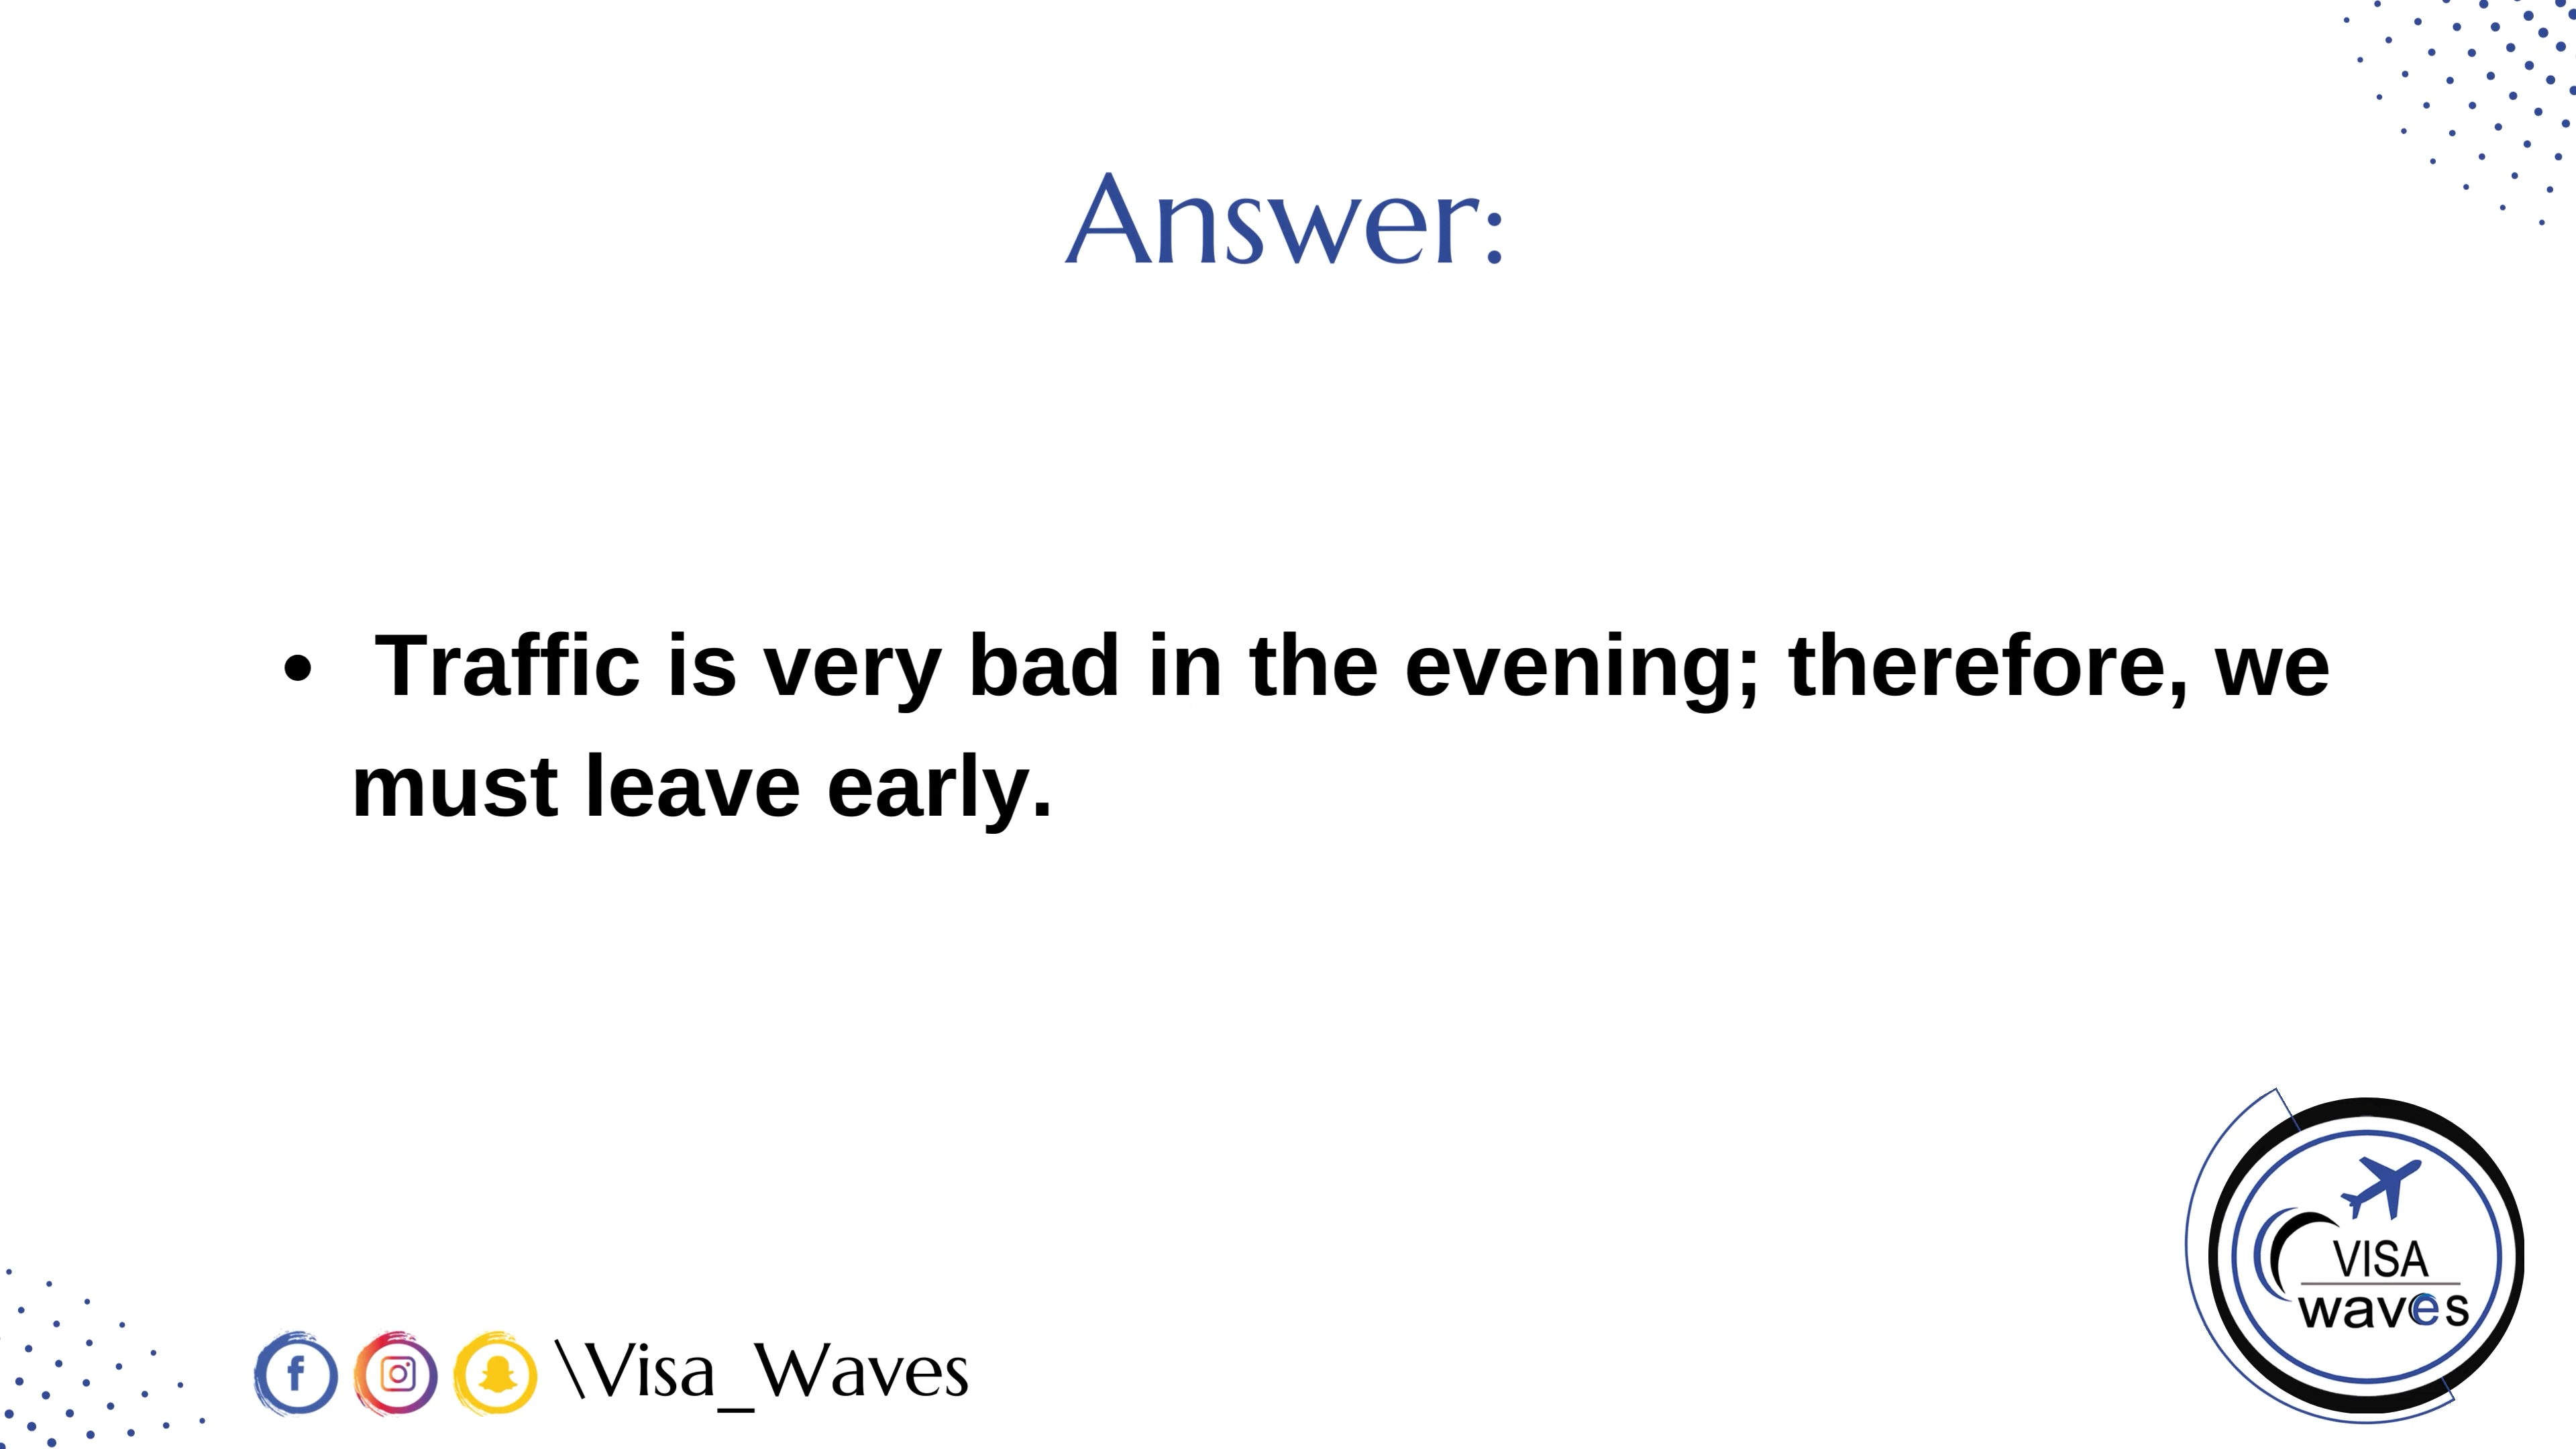 Answer:
• Traffic is very bad in the evening; therefore, we
must leave early.
VISA
waves
\Visa_Waves